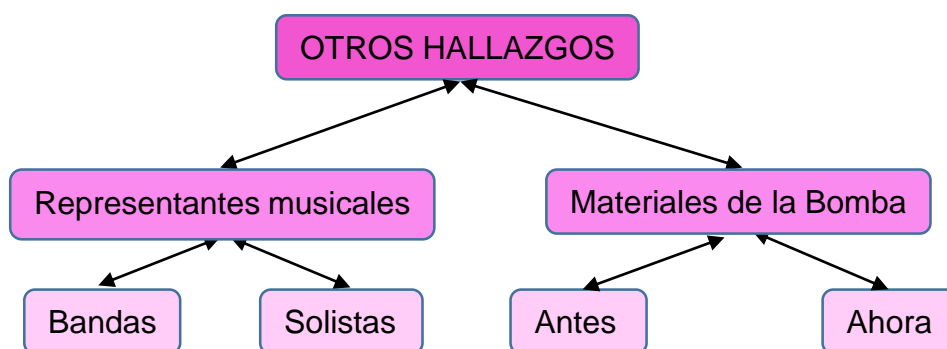 OTROS HALLAZGOS
Representantes musicales
Materiales de la Bomba
Bandas
Solistas
Antes
Ahora